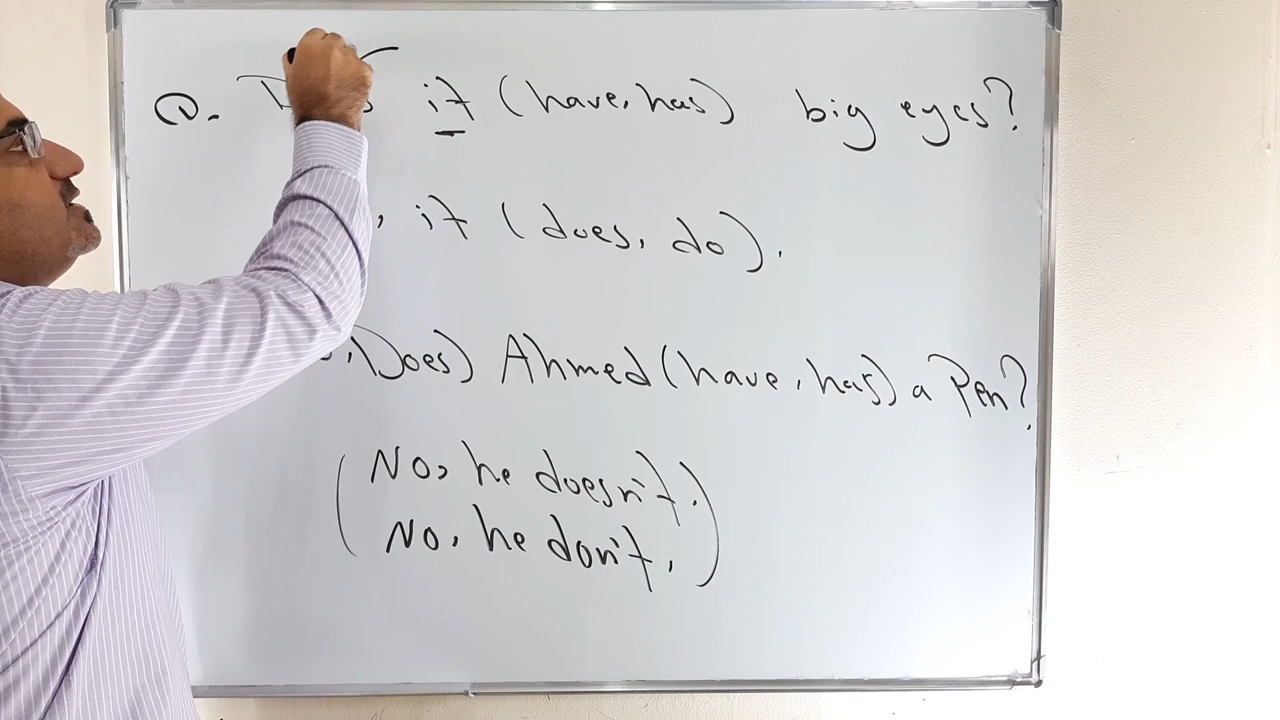 Q. it (have, has) big eyes?
, it (does, do).
, Does) Ahmed (have, has) a Pen?
( No, he doesn't.
No, he don't. )